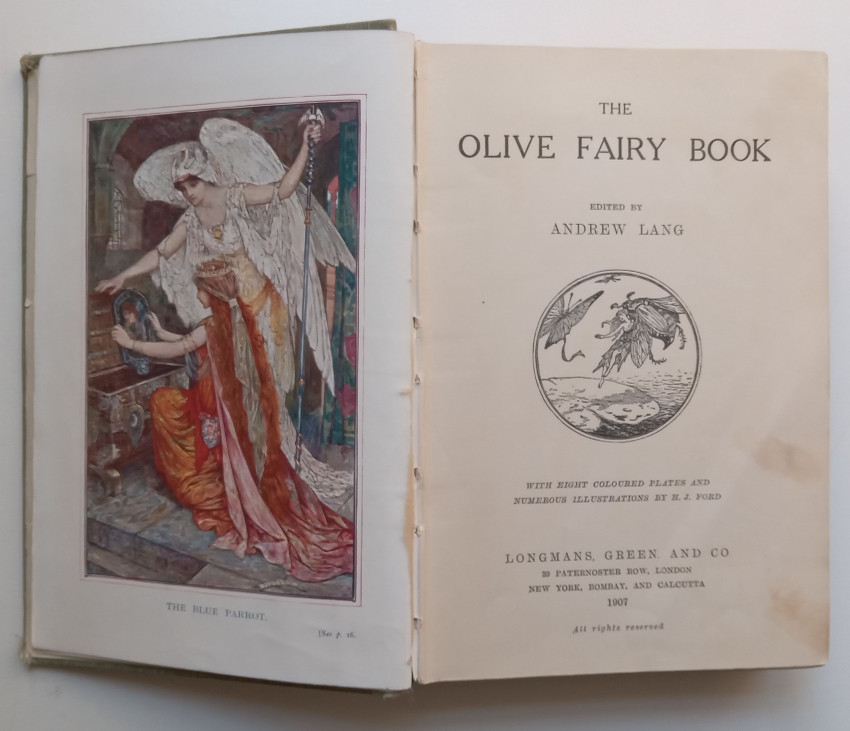 THE BLUE PARROT.
[See p. 16.
THE
OLIVE FAIRY BOOK
EDITED BY
ANDREW LANG
WITH EIGHT COLOURED PLATES AND
NUMEROUS ILLUSTRATIONS BY H. J. FORD
LONGMANS, GREEN, AND CO
39 PATERNOSTER ROW, LONDON
NEW YORK, BOMBAY, AND CALCUTTA
1907
All rights reserved